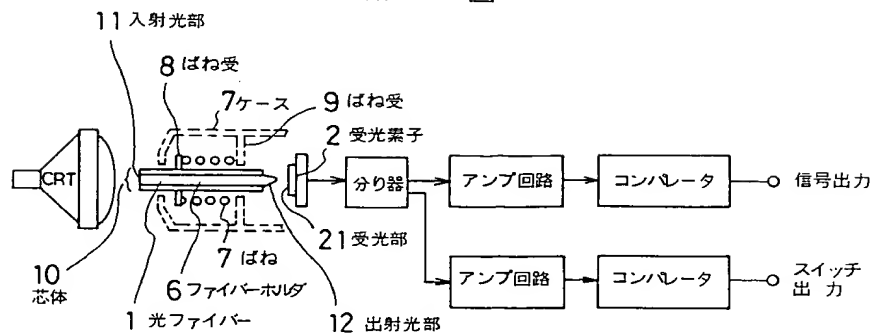 11 入射光部
8 ばね受
7 ケース
9 ばね受
2 受光素子
CRT
分り器
アンプ回路
コンパレータ
信号出力
21 受光部
7 ばね
10
芯体
6 ファイバーホルダ
1 光ファイバー
12 出射光部
アンプ回路
コンパレータ
スイッチ
出力